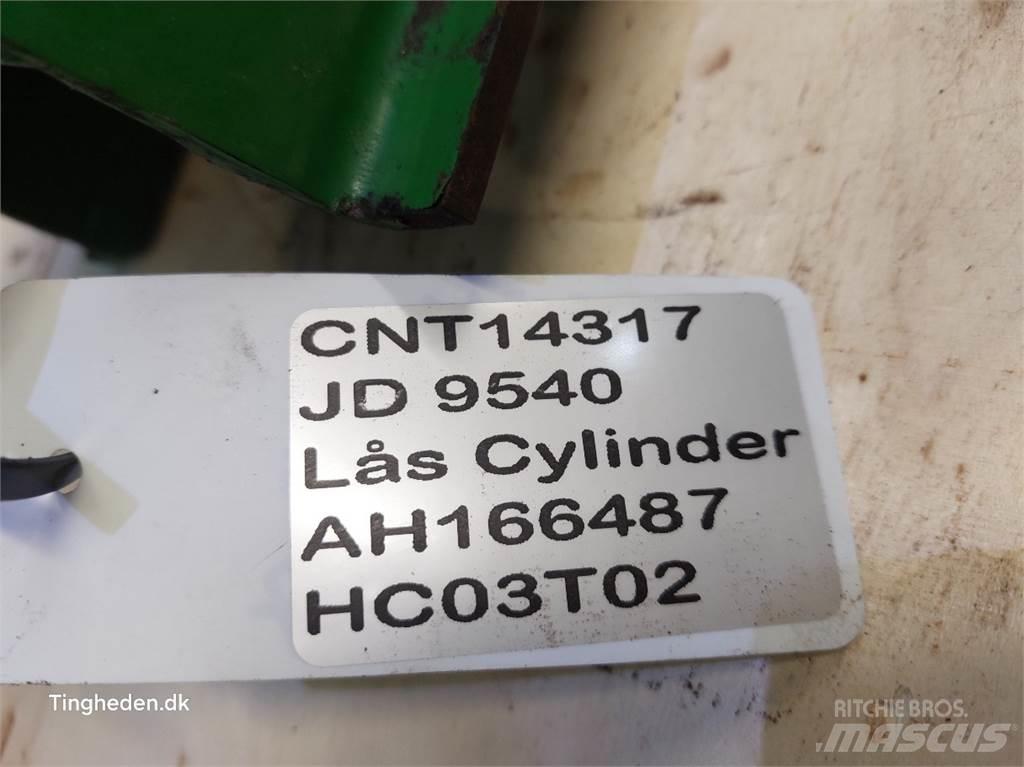 CNT14317
JD 9540
Lås Cylinder
AH166487
HC03T02
Tingheden.dk
RITCHIE BROS.
MASCUS